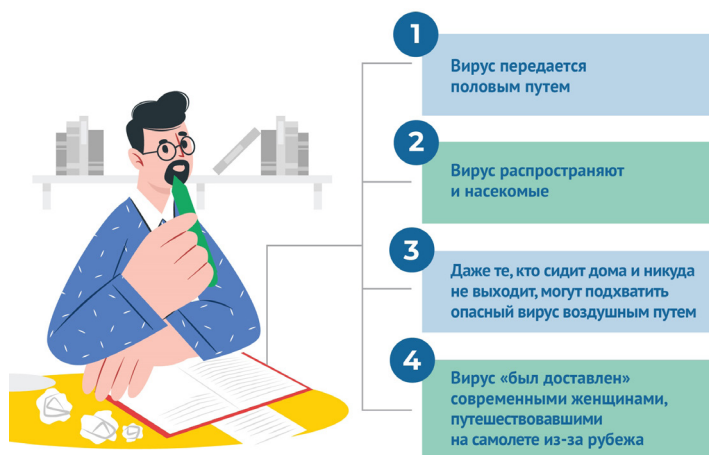 1
Вирус передается
половым путем
2
Вирус распространяют
и насекомые
3
Даже те, кто сидит дома и никуда
не выходит, могут подхватить
опасный вирус воздушным путем
4
Вирус «был доставлен»
современными женщинами,
путешествовавшими
на самолете из-за рубежа